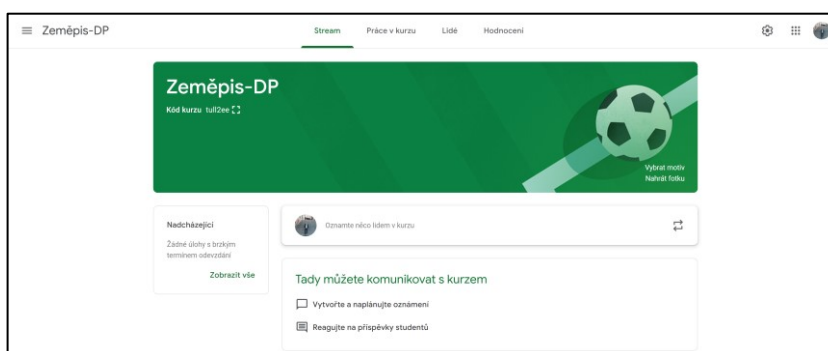 Zeměpis-DP
Stream Práce v kurzu Lidé Hodnocení
Zeměpis-DP
Kód kurzu tull2ee
Vybrat motiv
Nahrát fotku
Nadcházející
Žádné úlohy s brzkým
termínem odevzdání
Zobrazit vše
Oznamte něco lidem v kurzu
Tady můžete komunikovat s kurzem
Vytvořte a naplánujte oznámení
Reagujte na příspěvky studentů